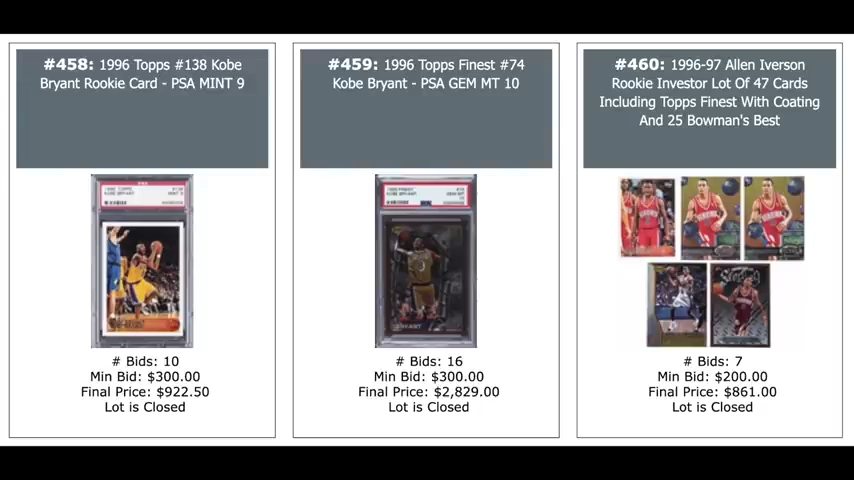 #458: 1996 Topps #138 Kobe
Bryant Rookie Card - PSA MINT 9
# Bids: 10
Min Bid: $300.00
Final Price: $922.50
Lot is Closed
#459: 1996 Topps Finest #74
Kobe Bryant - PSA GEM MT 10
# Bids: 16
Min Bid: $300.00
Final Price: $2,829.00
Lot is Closed
#460: 1996-97 Allen Iverson
Rookie Investor Lot Of 47 Cards
Including Topps Finest With Coating
And 25 Bowman's Best
# Bids: 7
Min Bid: $200.00
Final Price: $861.00
Lot is Closed